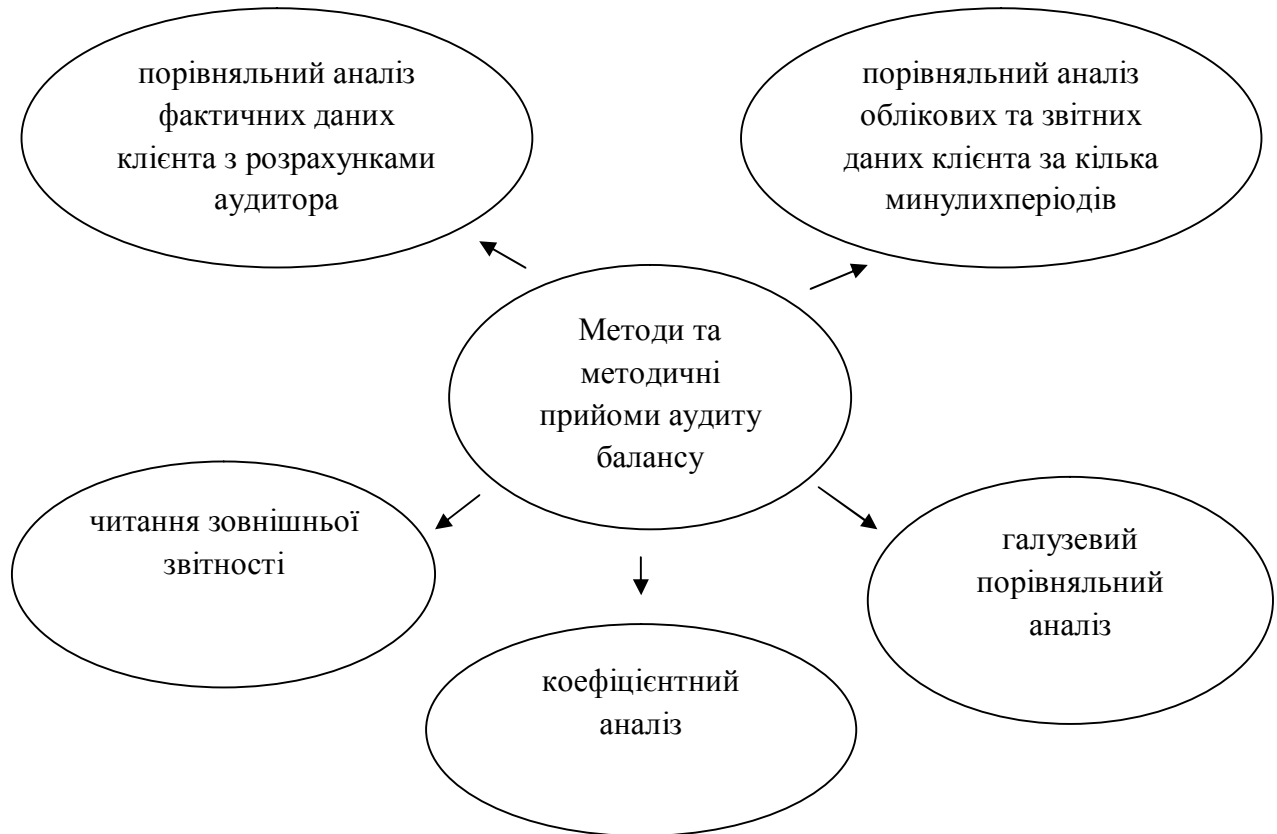 порівняльний аналіз
фактичних даних
клієнта з розрахунками
аудитора
порівняльний аналіз
облікових та звітних
даних клієнта за кілька
минулихперіодів
Методи та
методичні
прийоми аудиту
балансу
читання зовнішньої
звітності
галузевий
порівняльний
аналіз
коефіцієнтний
аналіз